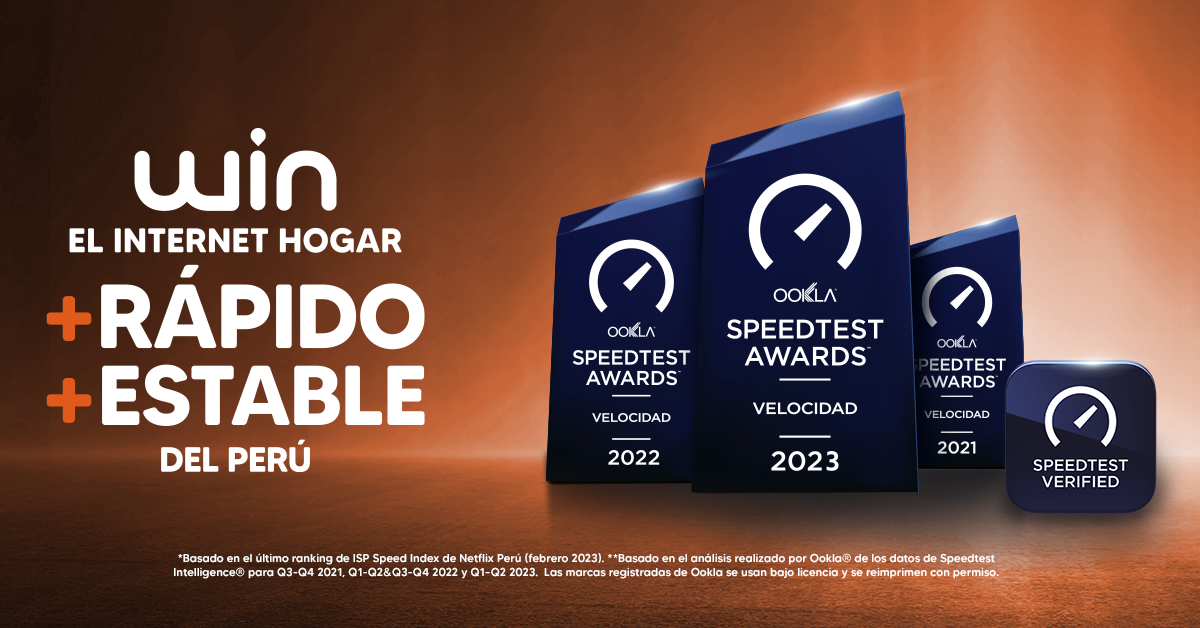 win
EL INTERNET HOGAR
+RÁPIDO
+ESTABLE
DEL PERÚ
OOKLA
SPEEDTEST
AWARDS™
VELOCIDAD
2022
OOKLA®
SPEEDTEST
AWARDS™
VELOCIDAD
2023
OOKLA
SPEEDTEST
AWARDS™
VELOCIDAD
2021
SPEEDTEST
VERIFIED
*Basado en el último ranking de ISP Speed Index de Netflix Perú (febrero 2023). **Basado en el análisis realizado por Ookla® de los datos de Speedtest
Intelligence® para Q3-Q4 2021, Q1-Q2&Q3-Q4 2022 y Q1-Q2 2023. Las marcas registradas de Ookla se usan bajo licencia y se reimprimen con permiso.